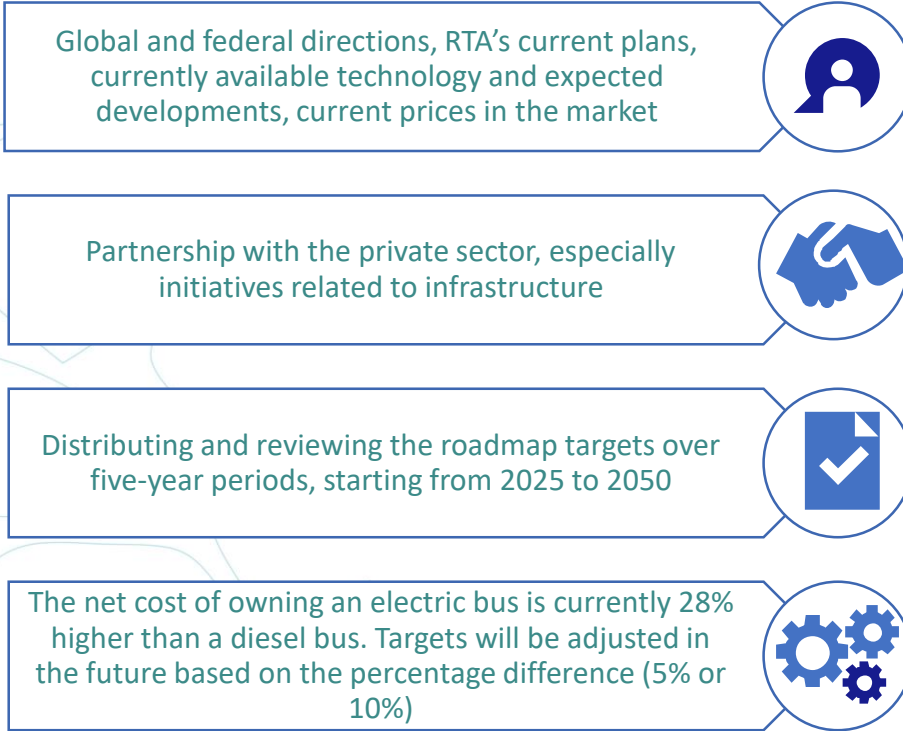 Global and federal directions, RTA's current plans,
currently available technology and expected
developments, current prices in the market
Partnership with the private sector, especially
initiatives related to infrastructure
Distributing and reviewing the roadmap targets over
five-year periods, starting from 2025 to 2050
The net cost of owning an electric bus is currently 28%
higher than a diesel bus. Targets will be adjusted in
the future based on the percentage difference (5% or
10%)